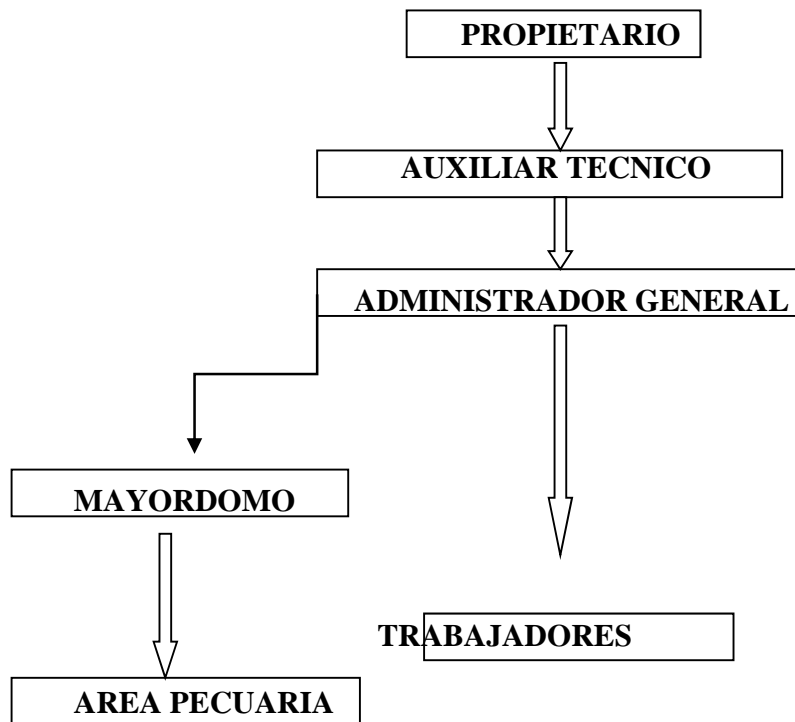 PROPIETARIO
AUXILIAR TECNICO
ADMINISTRADOR GENERAL
MAYORDOMO
TRABAJADORES
AREA PECUARIA